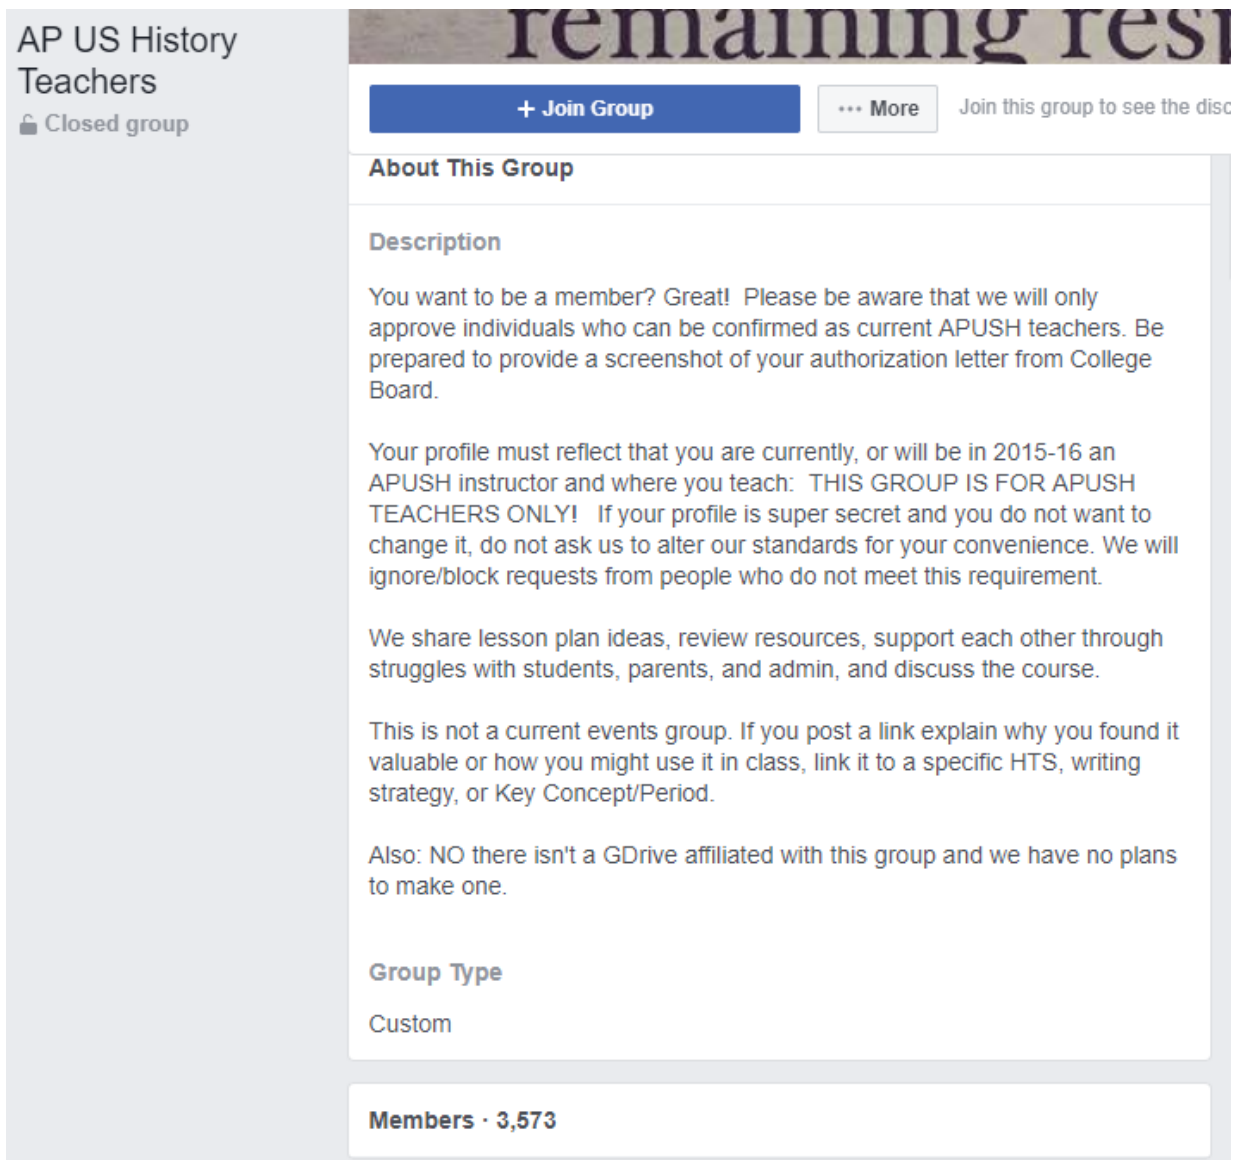 AP US History
Teachers
Closed group
remaining
+ Join Group
··· More
Join this group to see the
About This Group
Description
You want to be a member? Great!  Please be aware that we will only
approve individuals who can be confirmed as current APUSH teachers. Be
prepared to provide a screenshot of your authorization letter from College
Board.
Your profile must reflect that you are currently, or will be in 2015-16 an
APUSH instructor and where you teach:  THIS GROUP IS FOR APUSH
TEACHERS ONLY!   If your profile is super secret and you do not want to
change it, do not ask us to alter our standards for your convenience. We will
ignore/block requests from people who do not meet this requirement.
We share lesson plan ideas, review resources, support each other through
struggles with students, parents, and admin, and discuss the course.
This is not a current events group. If you post a link explain why you found it
valuable or how you might use it in class, link it to a specific HTS, writing
strategy, or Key Concept/Period.
Also: NO there isn't a GDrive affiliated with this group and we have no plans
to make one.
Group Type
Custom
Members · 3,573